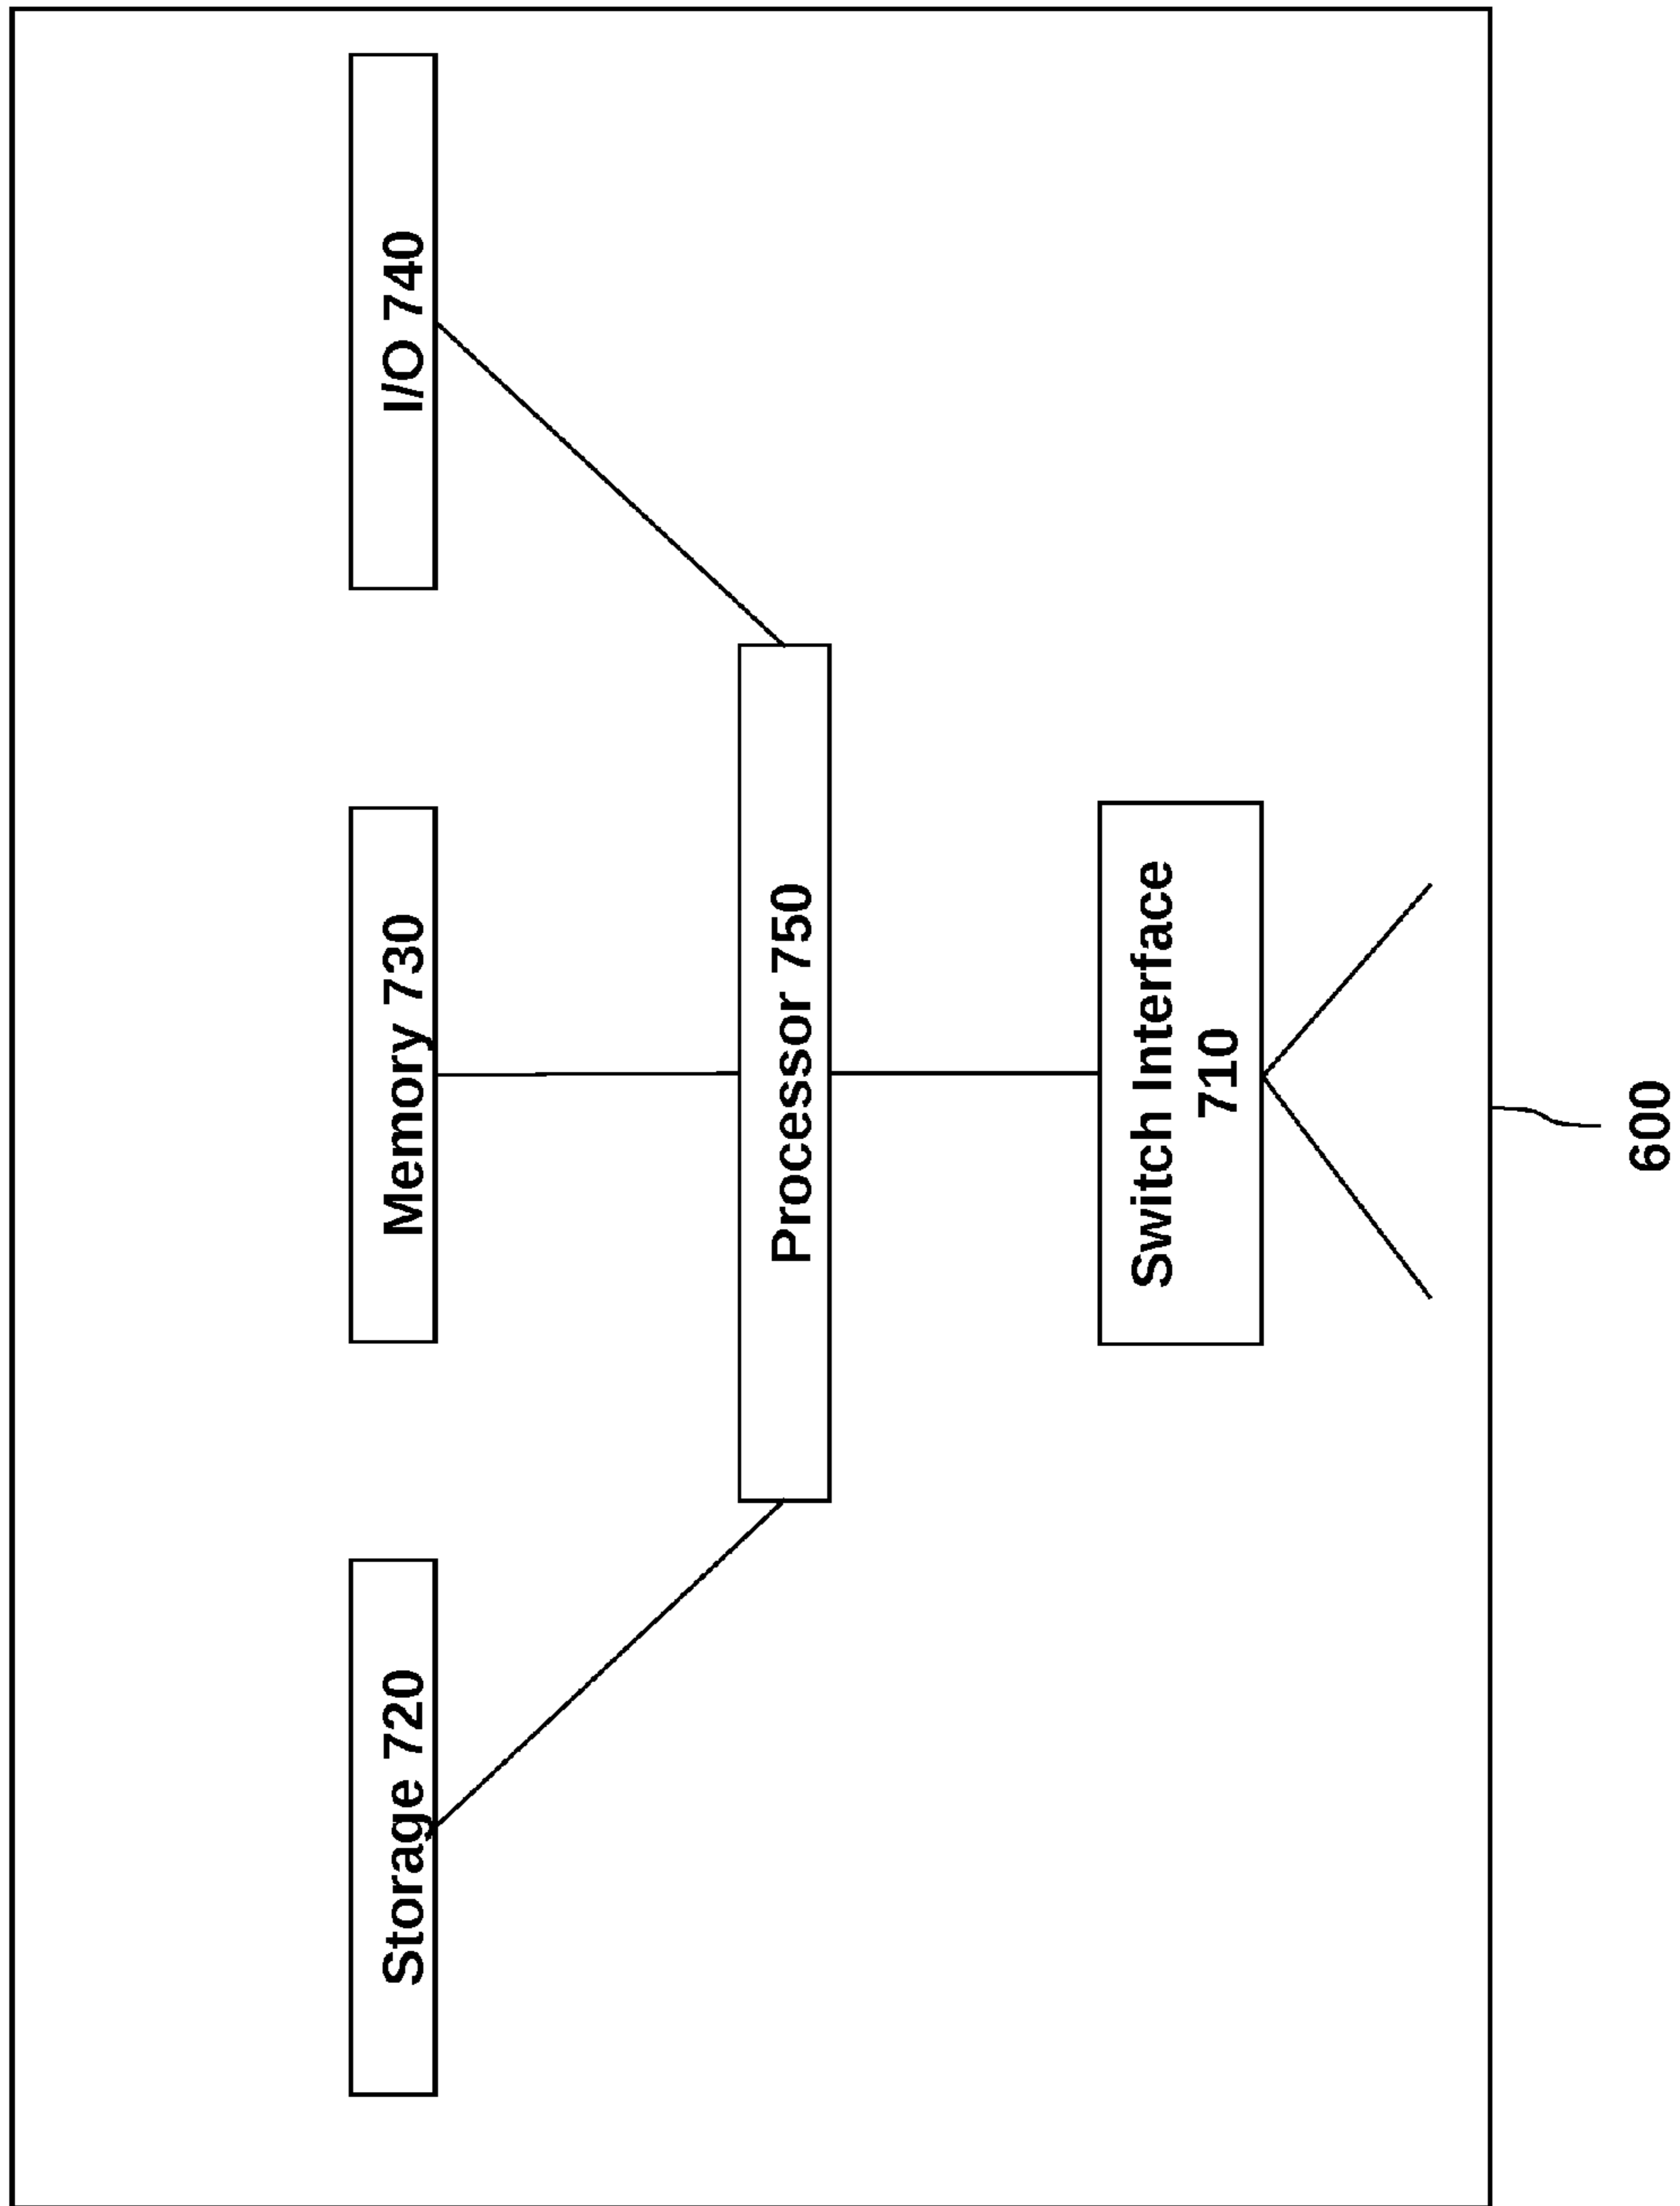 Storage 720
Memory 730
I/O 740
Processor 750
Switch Interface
710
600